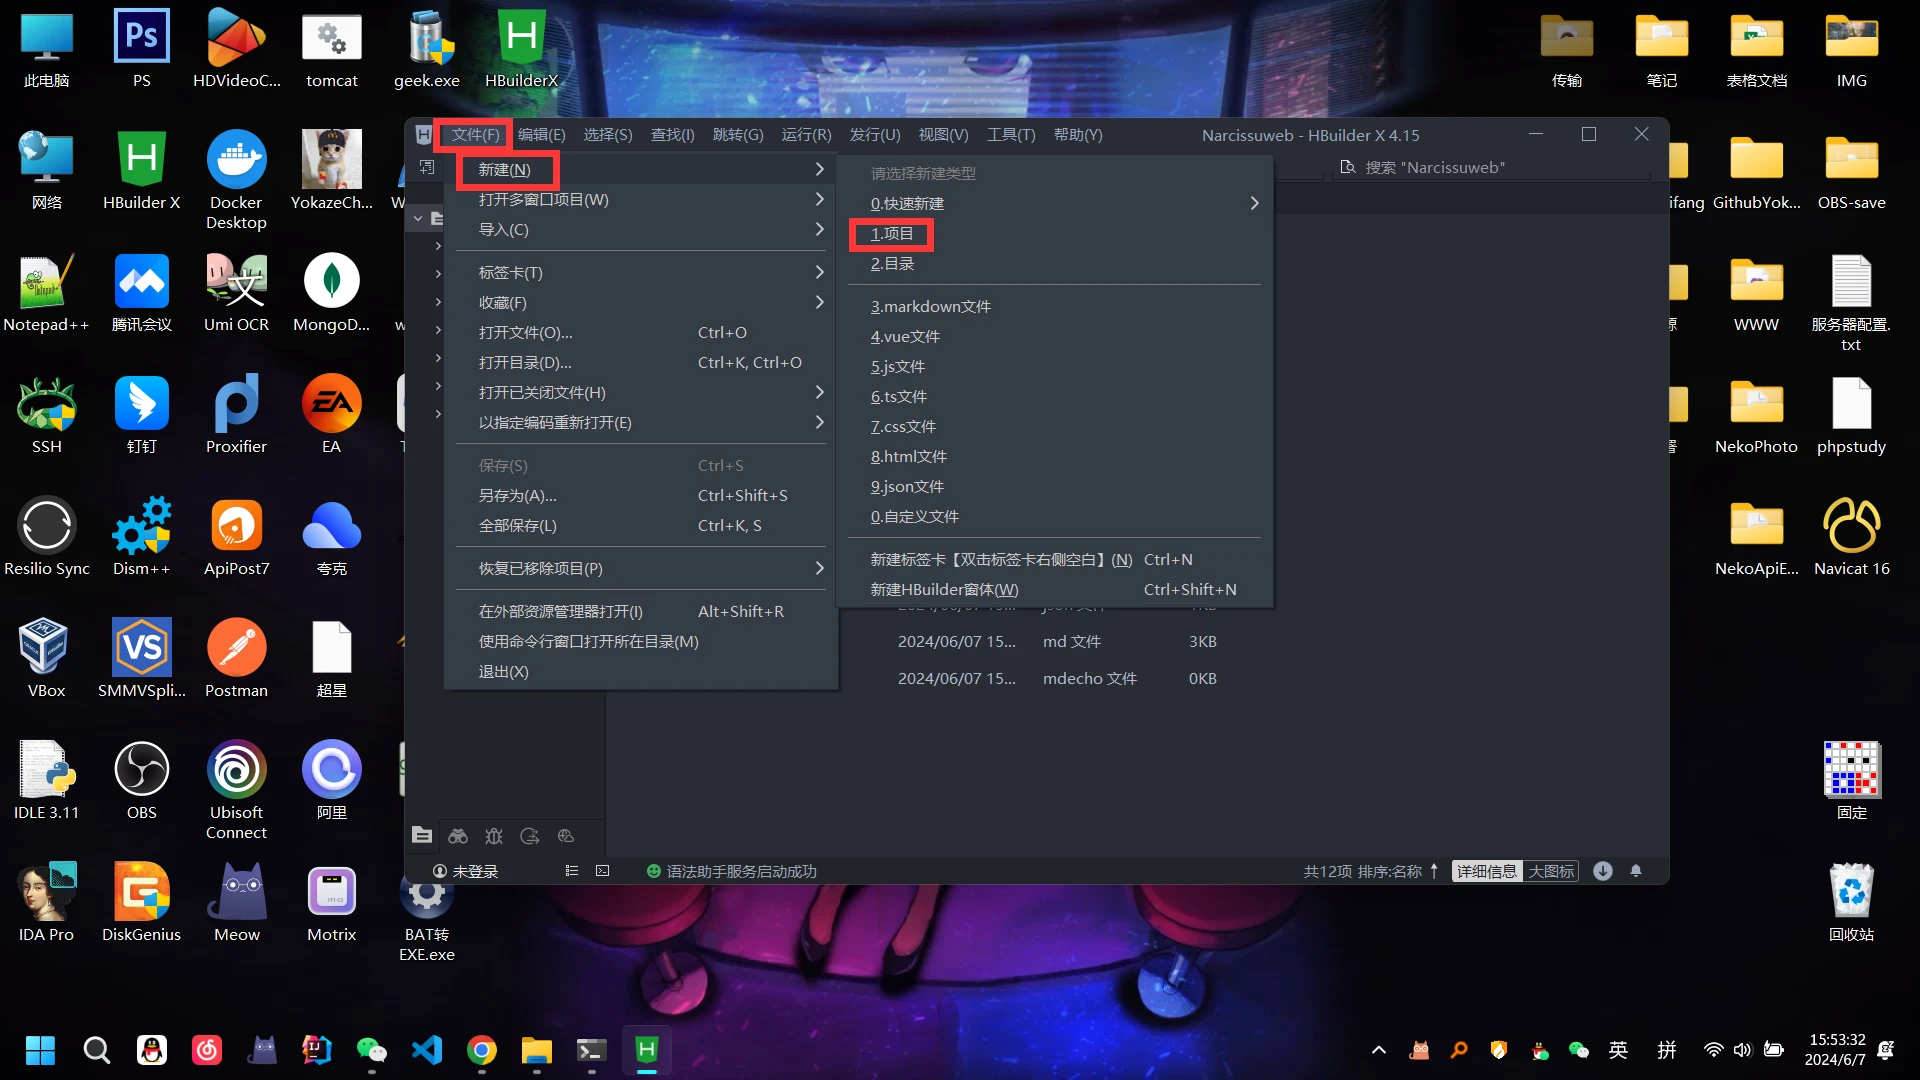 此电脑
PS
HDVideoC...
tomcat
geek.exe
HBuilderX
传输
笔记
表格文档
IMG
网络
HBuilder X
Docker Desktop
YokazeCh...
ifang
GithubYok...
OBS-save
Notepad++
腾讯会议
Umi OCR
MongoD...
WWW
服务器配置.txt
SSH
钉钉
Proxifier
EA
NekoPhoto
phpstudy
Resilio Sync
Dism++
ApiPost7
夸克
NekoApiE...
Navicat 16
VBox
SMMVSpli...
Postman
超星
IDLE 3.11
OBS
Ubisoft Connect
阿里
固定
IDA Pro
DiskGenius
Meow
Motrix
BAT转EXE.exe
回收站
文件(F) 编辑(E) 选择(S) 查找(I) 跳转(G) 运行(R) 发行(U) 视图(V) 工具(T) 帮助(Y)
Narcissuweb - HBuilder X 4.15
搜索 "Narcissuweb"
新建(N)
打开多窗口项目(W)
导入(C)
标签卡(T)
收藏(F)
打开文件(O)... Ctrl+O
打开目录(D)... Ctrl+K, Ctrl+O
打开已关闭文件(H)
以指定编码重新打开(E)
保存(S) Ctrl+S
另存为(A)... Ctrl+Shift+S
全部保存(L) Ctrl+K, S
恢复已移除项目(P)
在外部资源管理器打开(I) Alt+Shift+R
使用命令行窗口打开所在目录(M)
退出(X)
请选择新建类型
0.快速新建
1.项目
2.目录
3.markdown文件
4.vue文件
5.js文件
6.ts文件
7.css文件
8.html文件
9.json文件
0.自定义文件
新建标签卡【双击标签卡右侧空白】(N) Ctrl+N
新建HBuilder窗体(W) Ctrl+Shift+N
2024/06/07 15... md 文件 3KB
2024/06/07 15... mdecho 文件 0KB
未登录
语法助手服务启动成功
共12项 排序:名称
详细信息 大图标
英
拼
15:53:32
2024/6/7